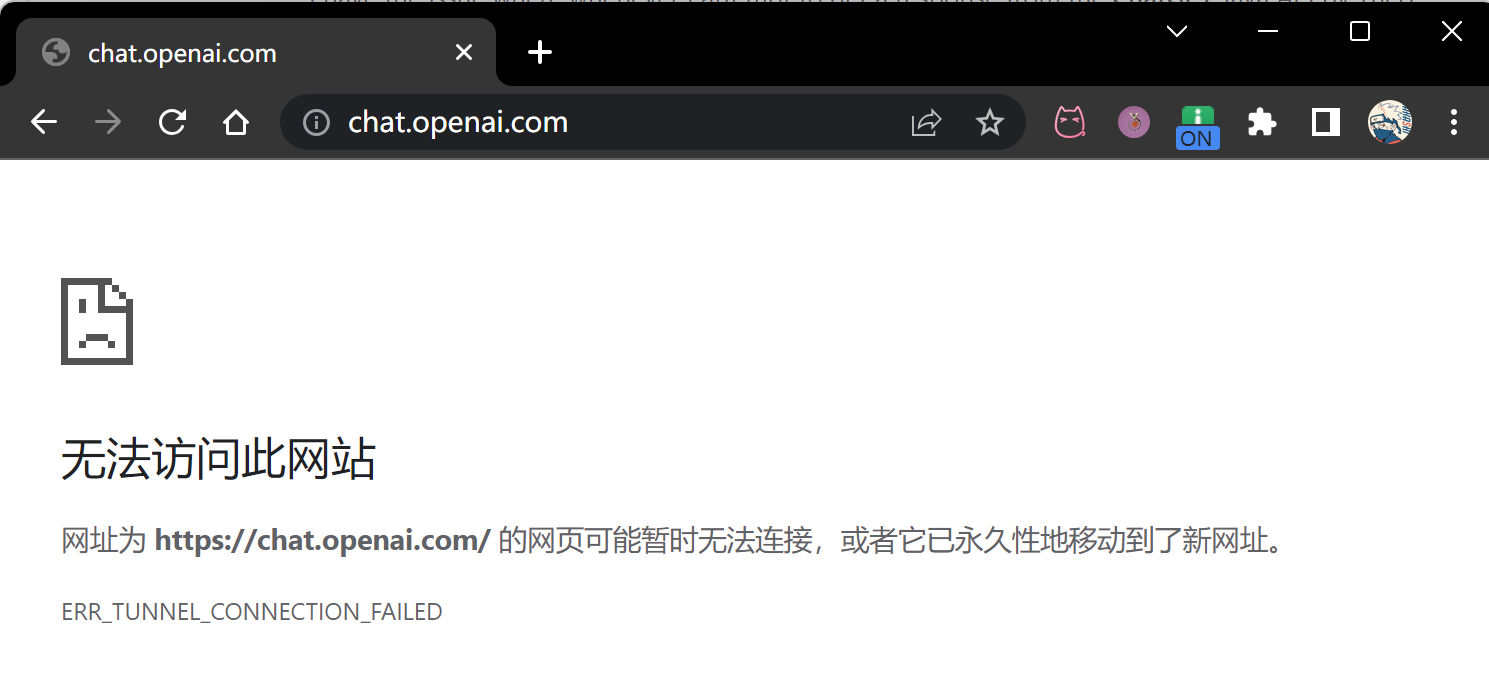 chat.openai.com
chat.openai.com
ON
无法访问此网站
网址为 https://chat.openai.com/ 的网页可能暂时无法连接，或者它已永久性地移动到了新网址。
ERR_TUNNEL_CONNECTION_FAILED